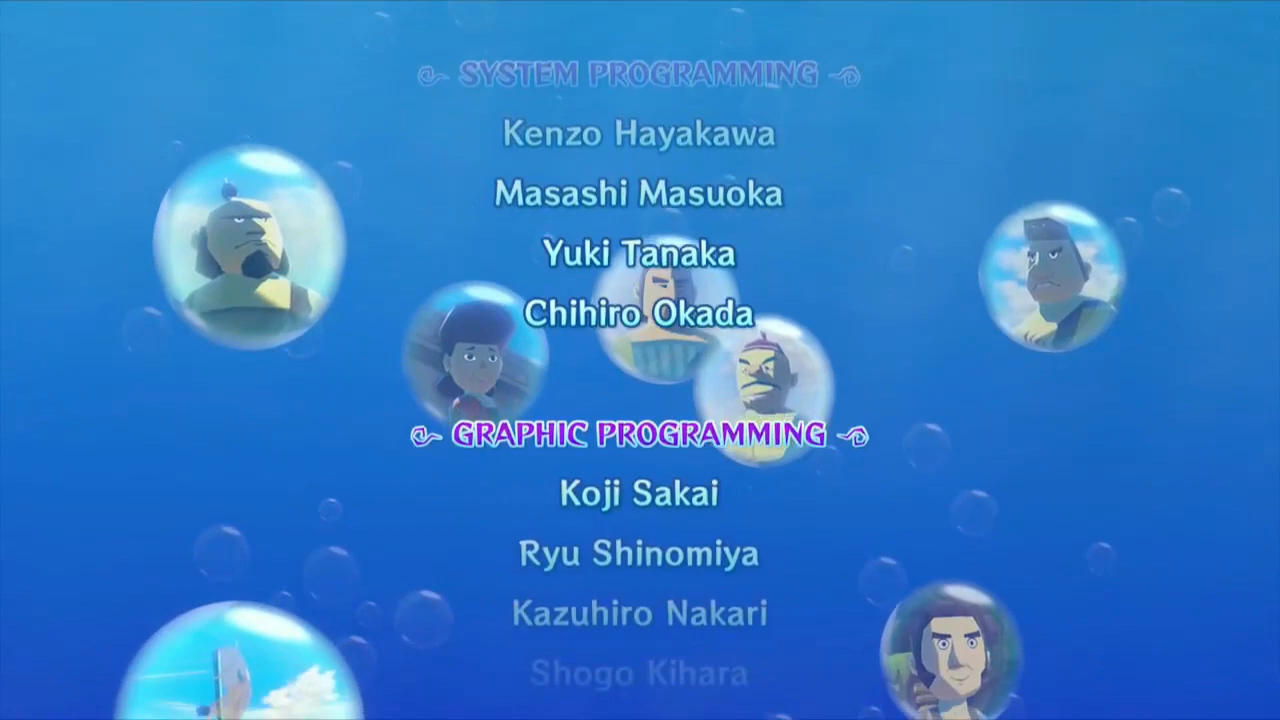 SYSTEM PROGRAMMING
Kenzo Hayakawa
Masashi Masuoka
Yuki Tanaka
Chihiro Okada
GRAPHIC PROGRAMMING
Koji Sakai
Ryu Shinomiya
Kazuhiro Nakari
Shogo Kihara